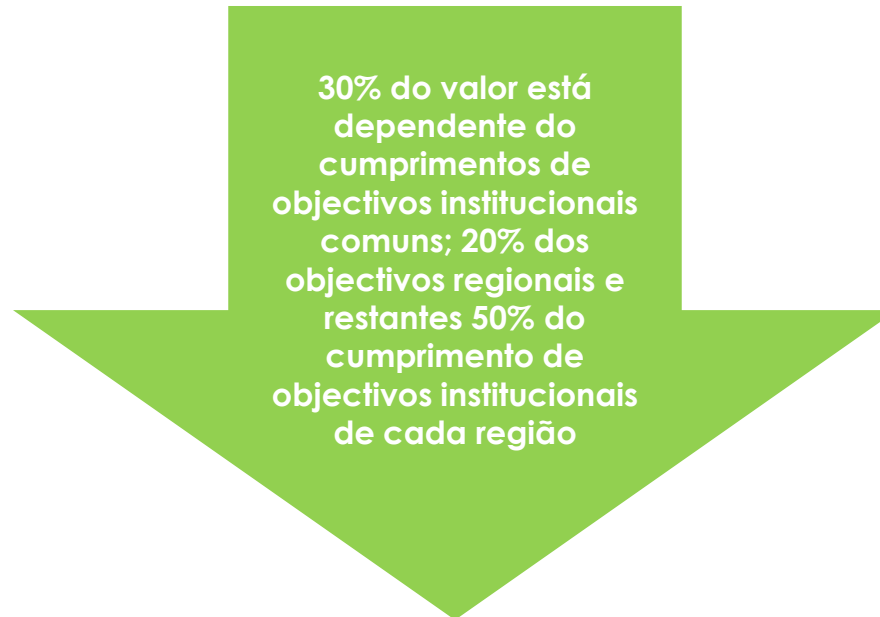 30% do valor está
dependente do
cumprimentos de
objectivos institucionais
comuns; 20% dos
objectivos regionais e
restantes 50% do
cumprimento de
objectivos institucionais
de cada região